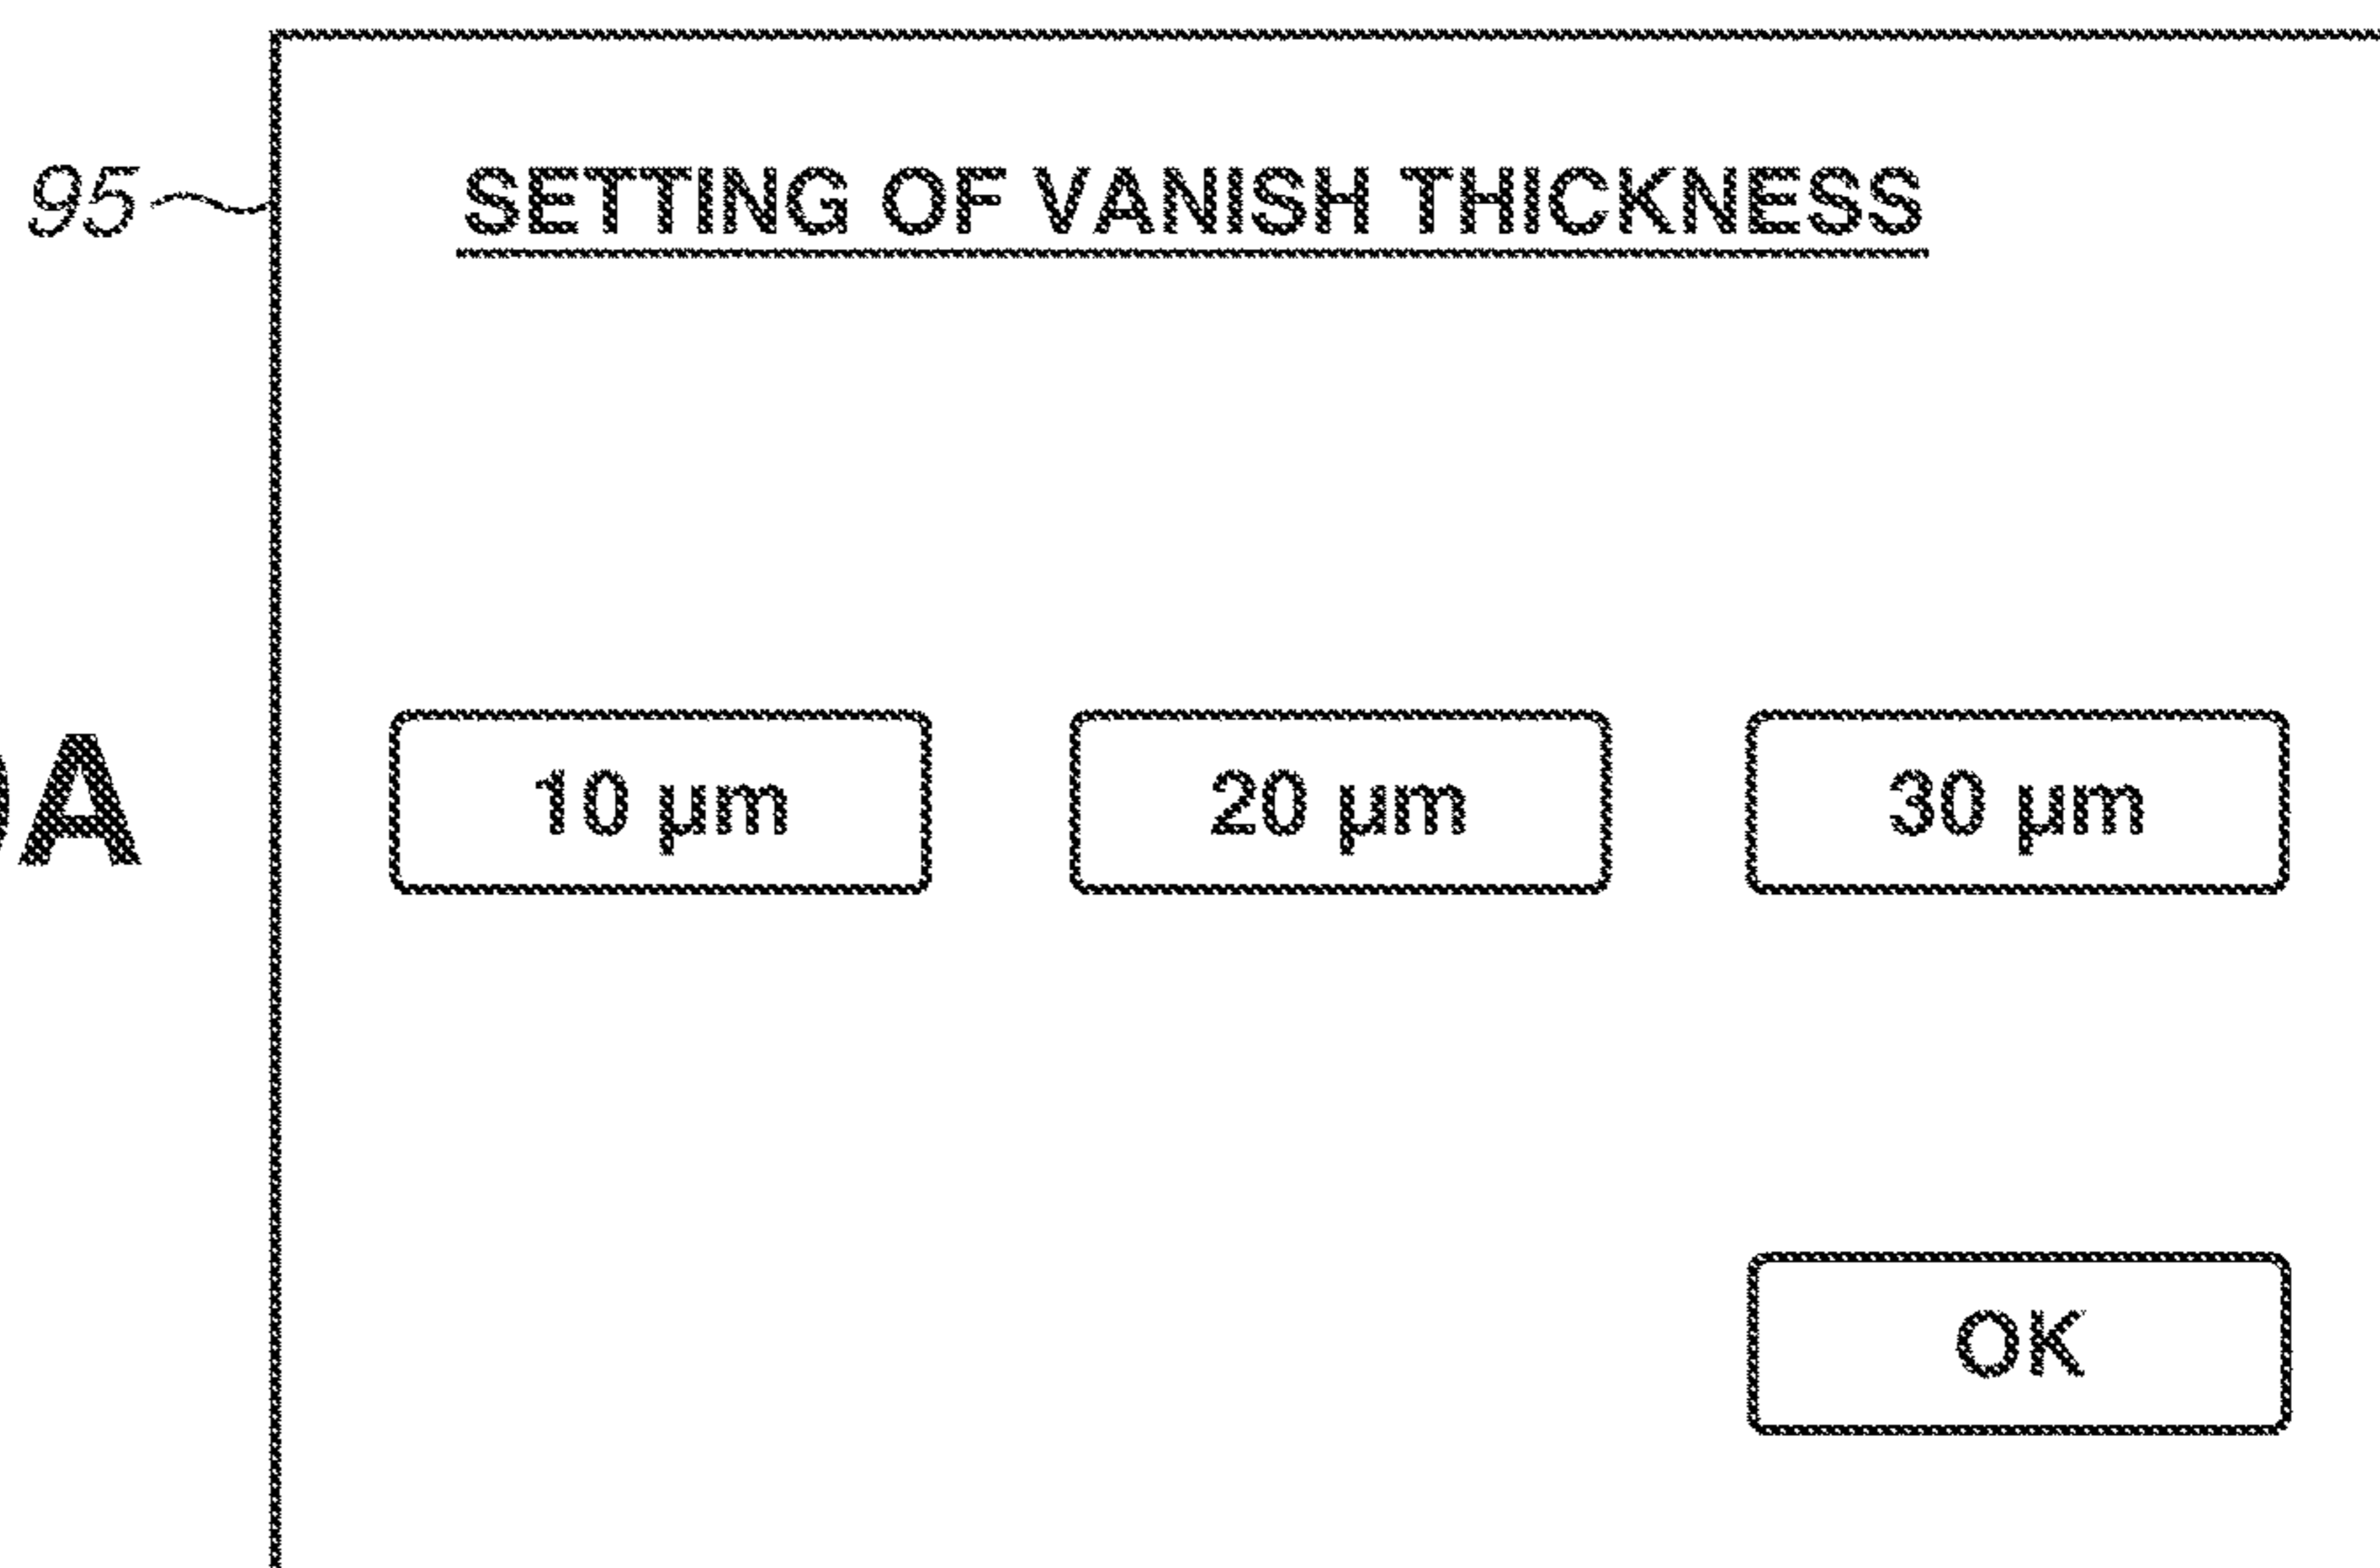 95
SETTING OF VANISH THICKNESS
A
10 µm
20 µm
30 µm
OK